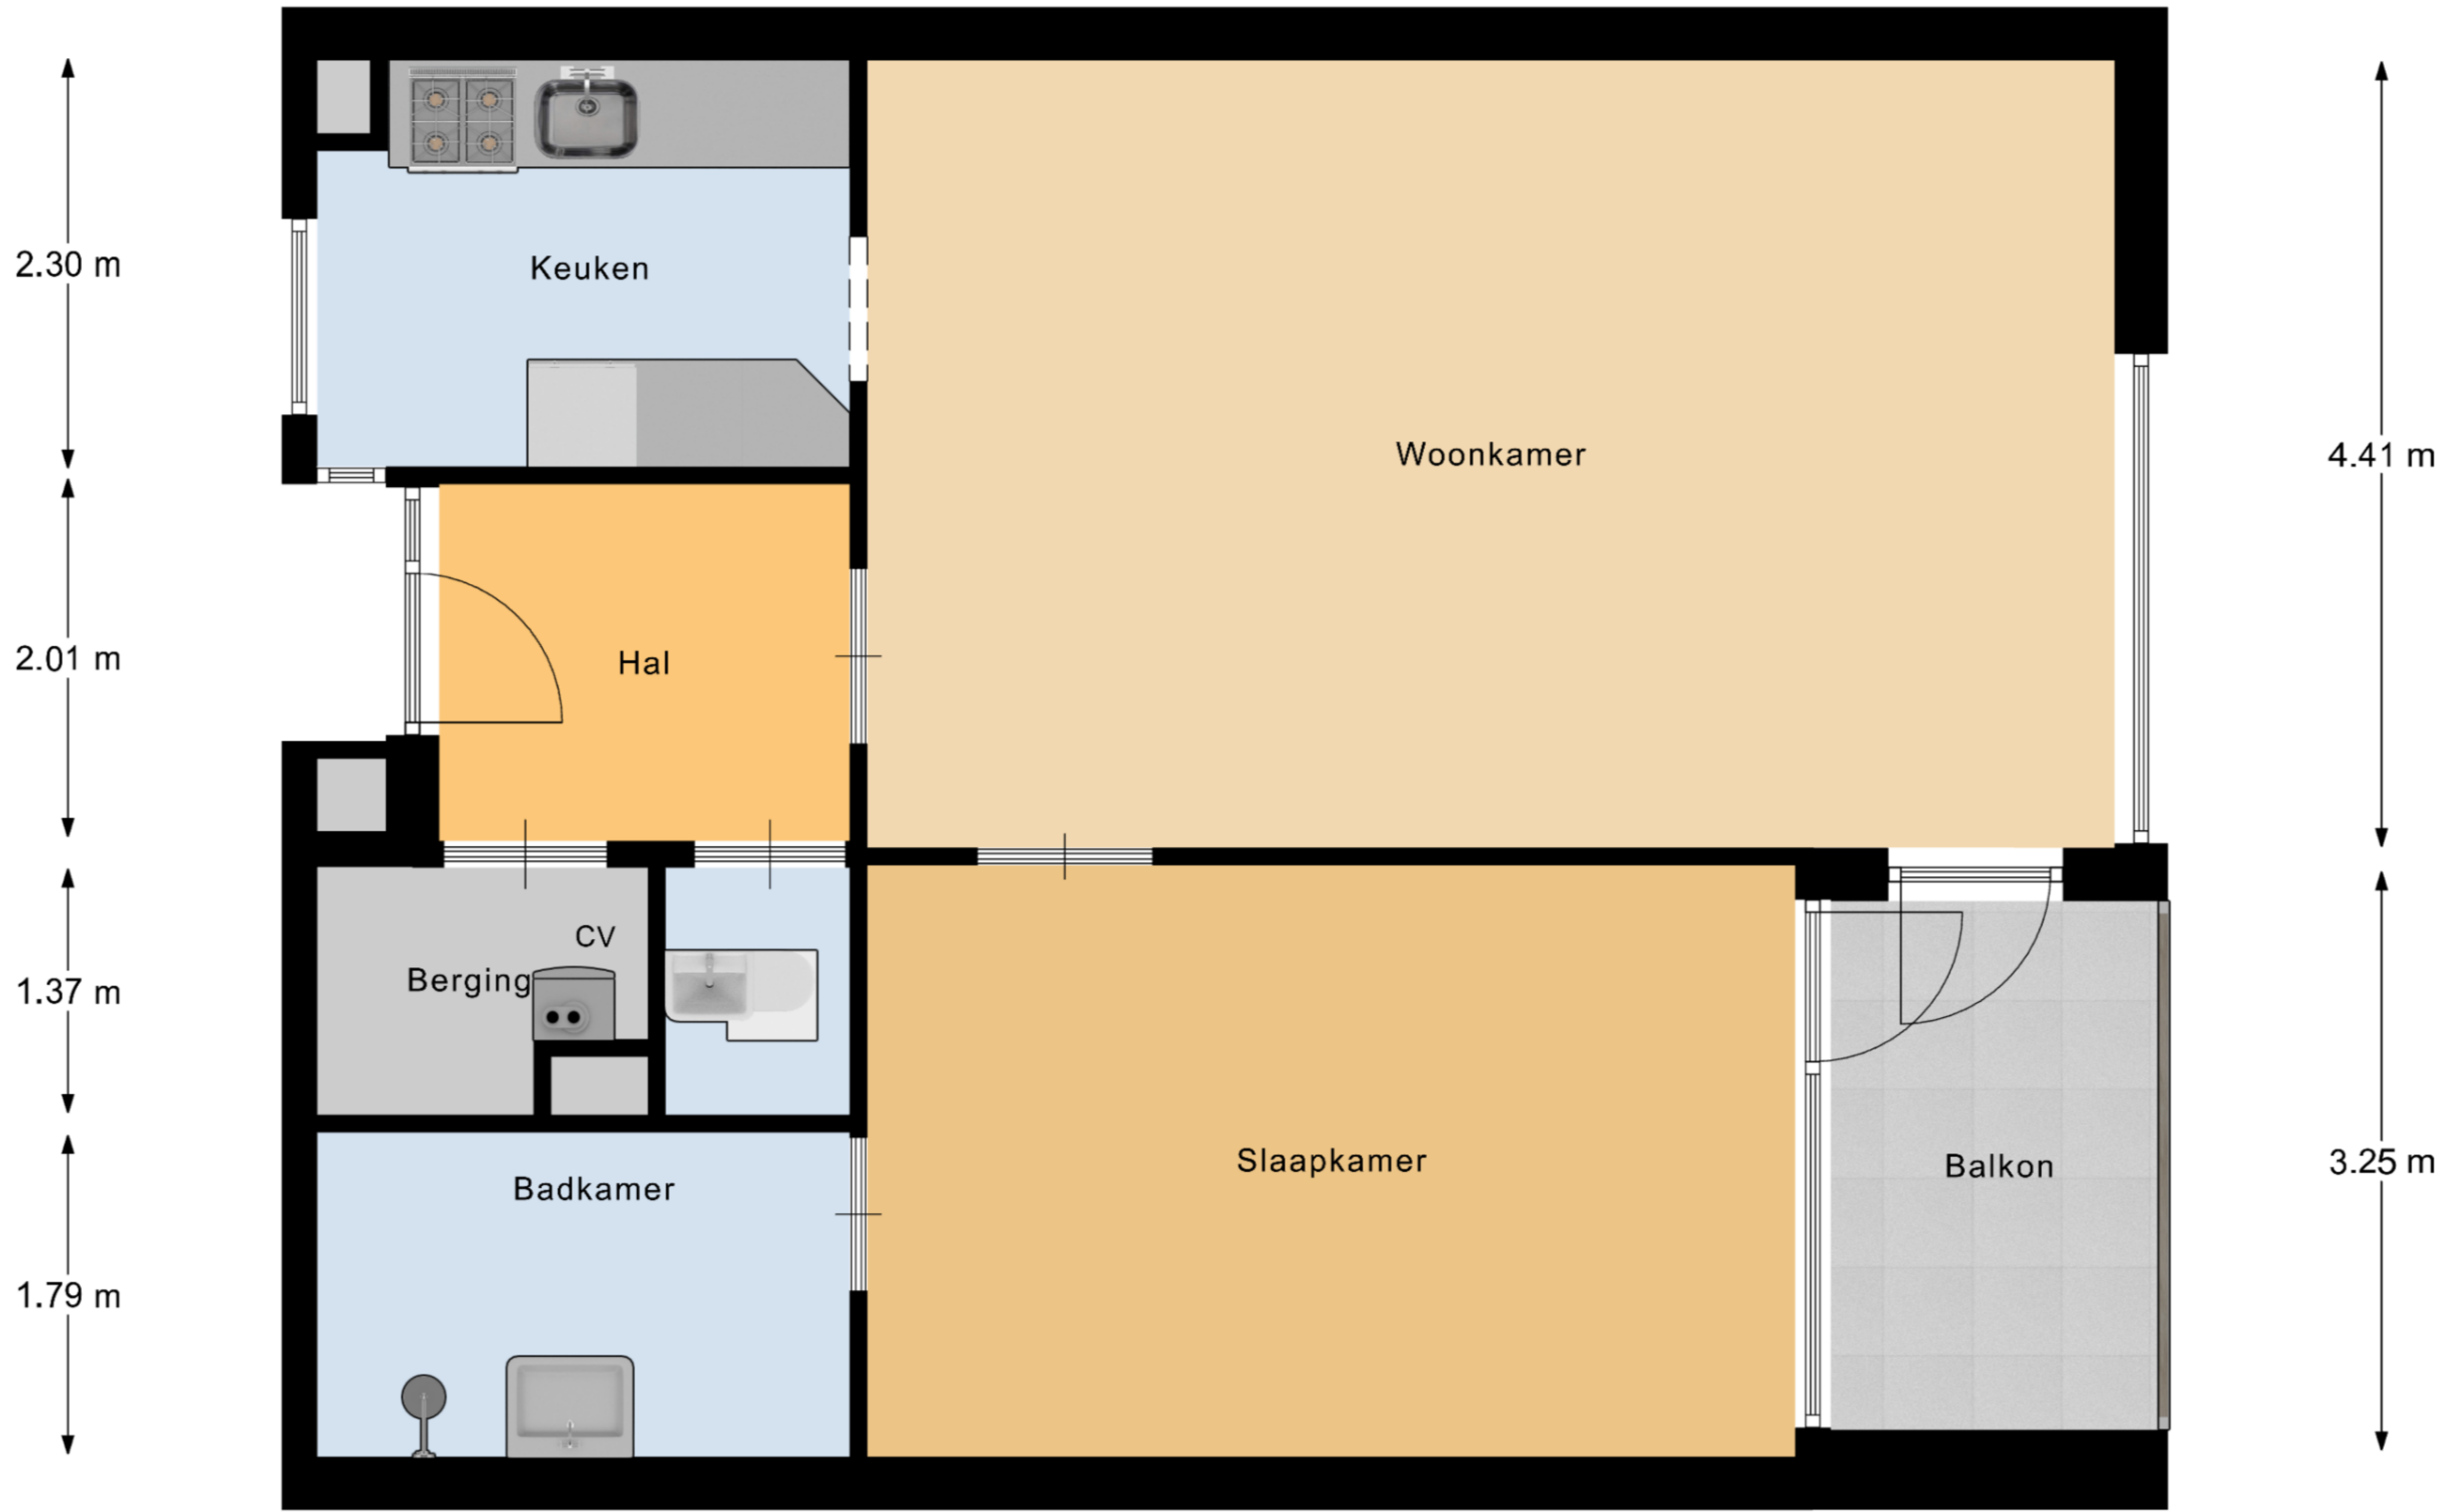 2.30 m
Keuken
Woonkamer
4.41 m
2.01 m
Hal
CV
Berging
1.37 m
Slaapkamer
Balkon
3.25 m
Badkamer
1.79 m